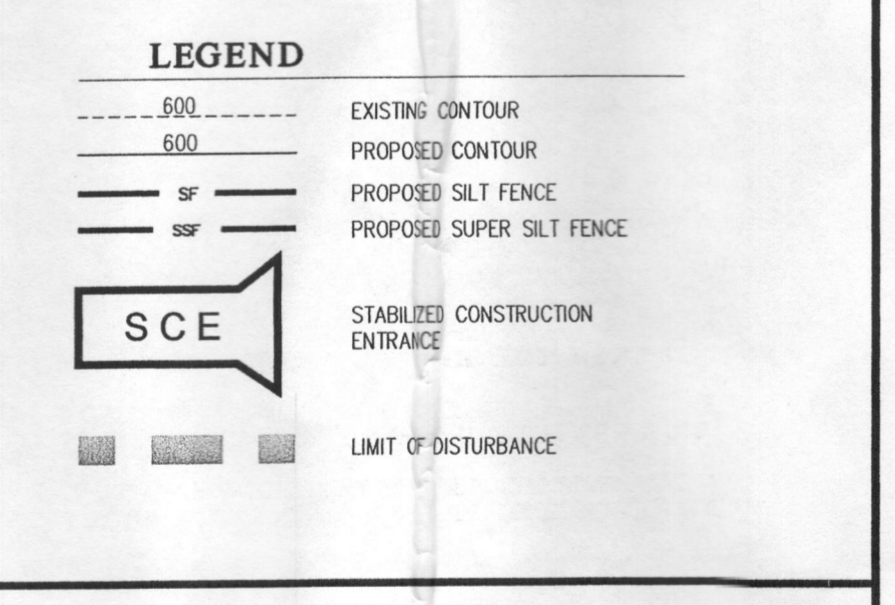 LEGEND
600 EXISTING CONTOUR
600 PROPOSED CONTOUR
SF PROPOSED SILT FENCE
SSF PROPOSED SUPER SILT FENCE
SCE STABILIZED CONSTRUCTION
ENTRANCE
LIMIT OF DISTURBANCE